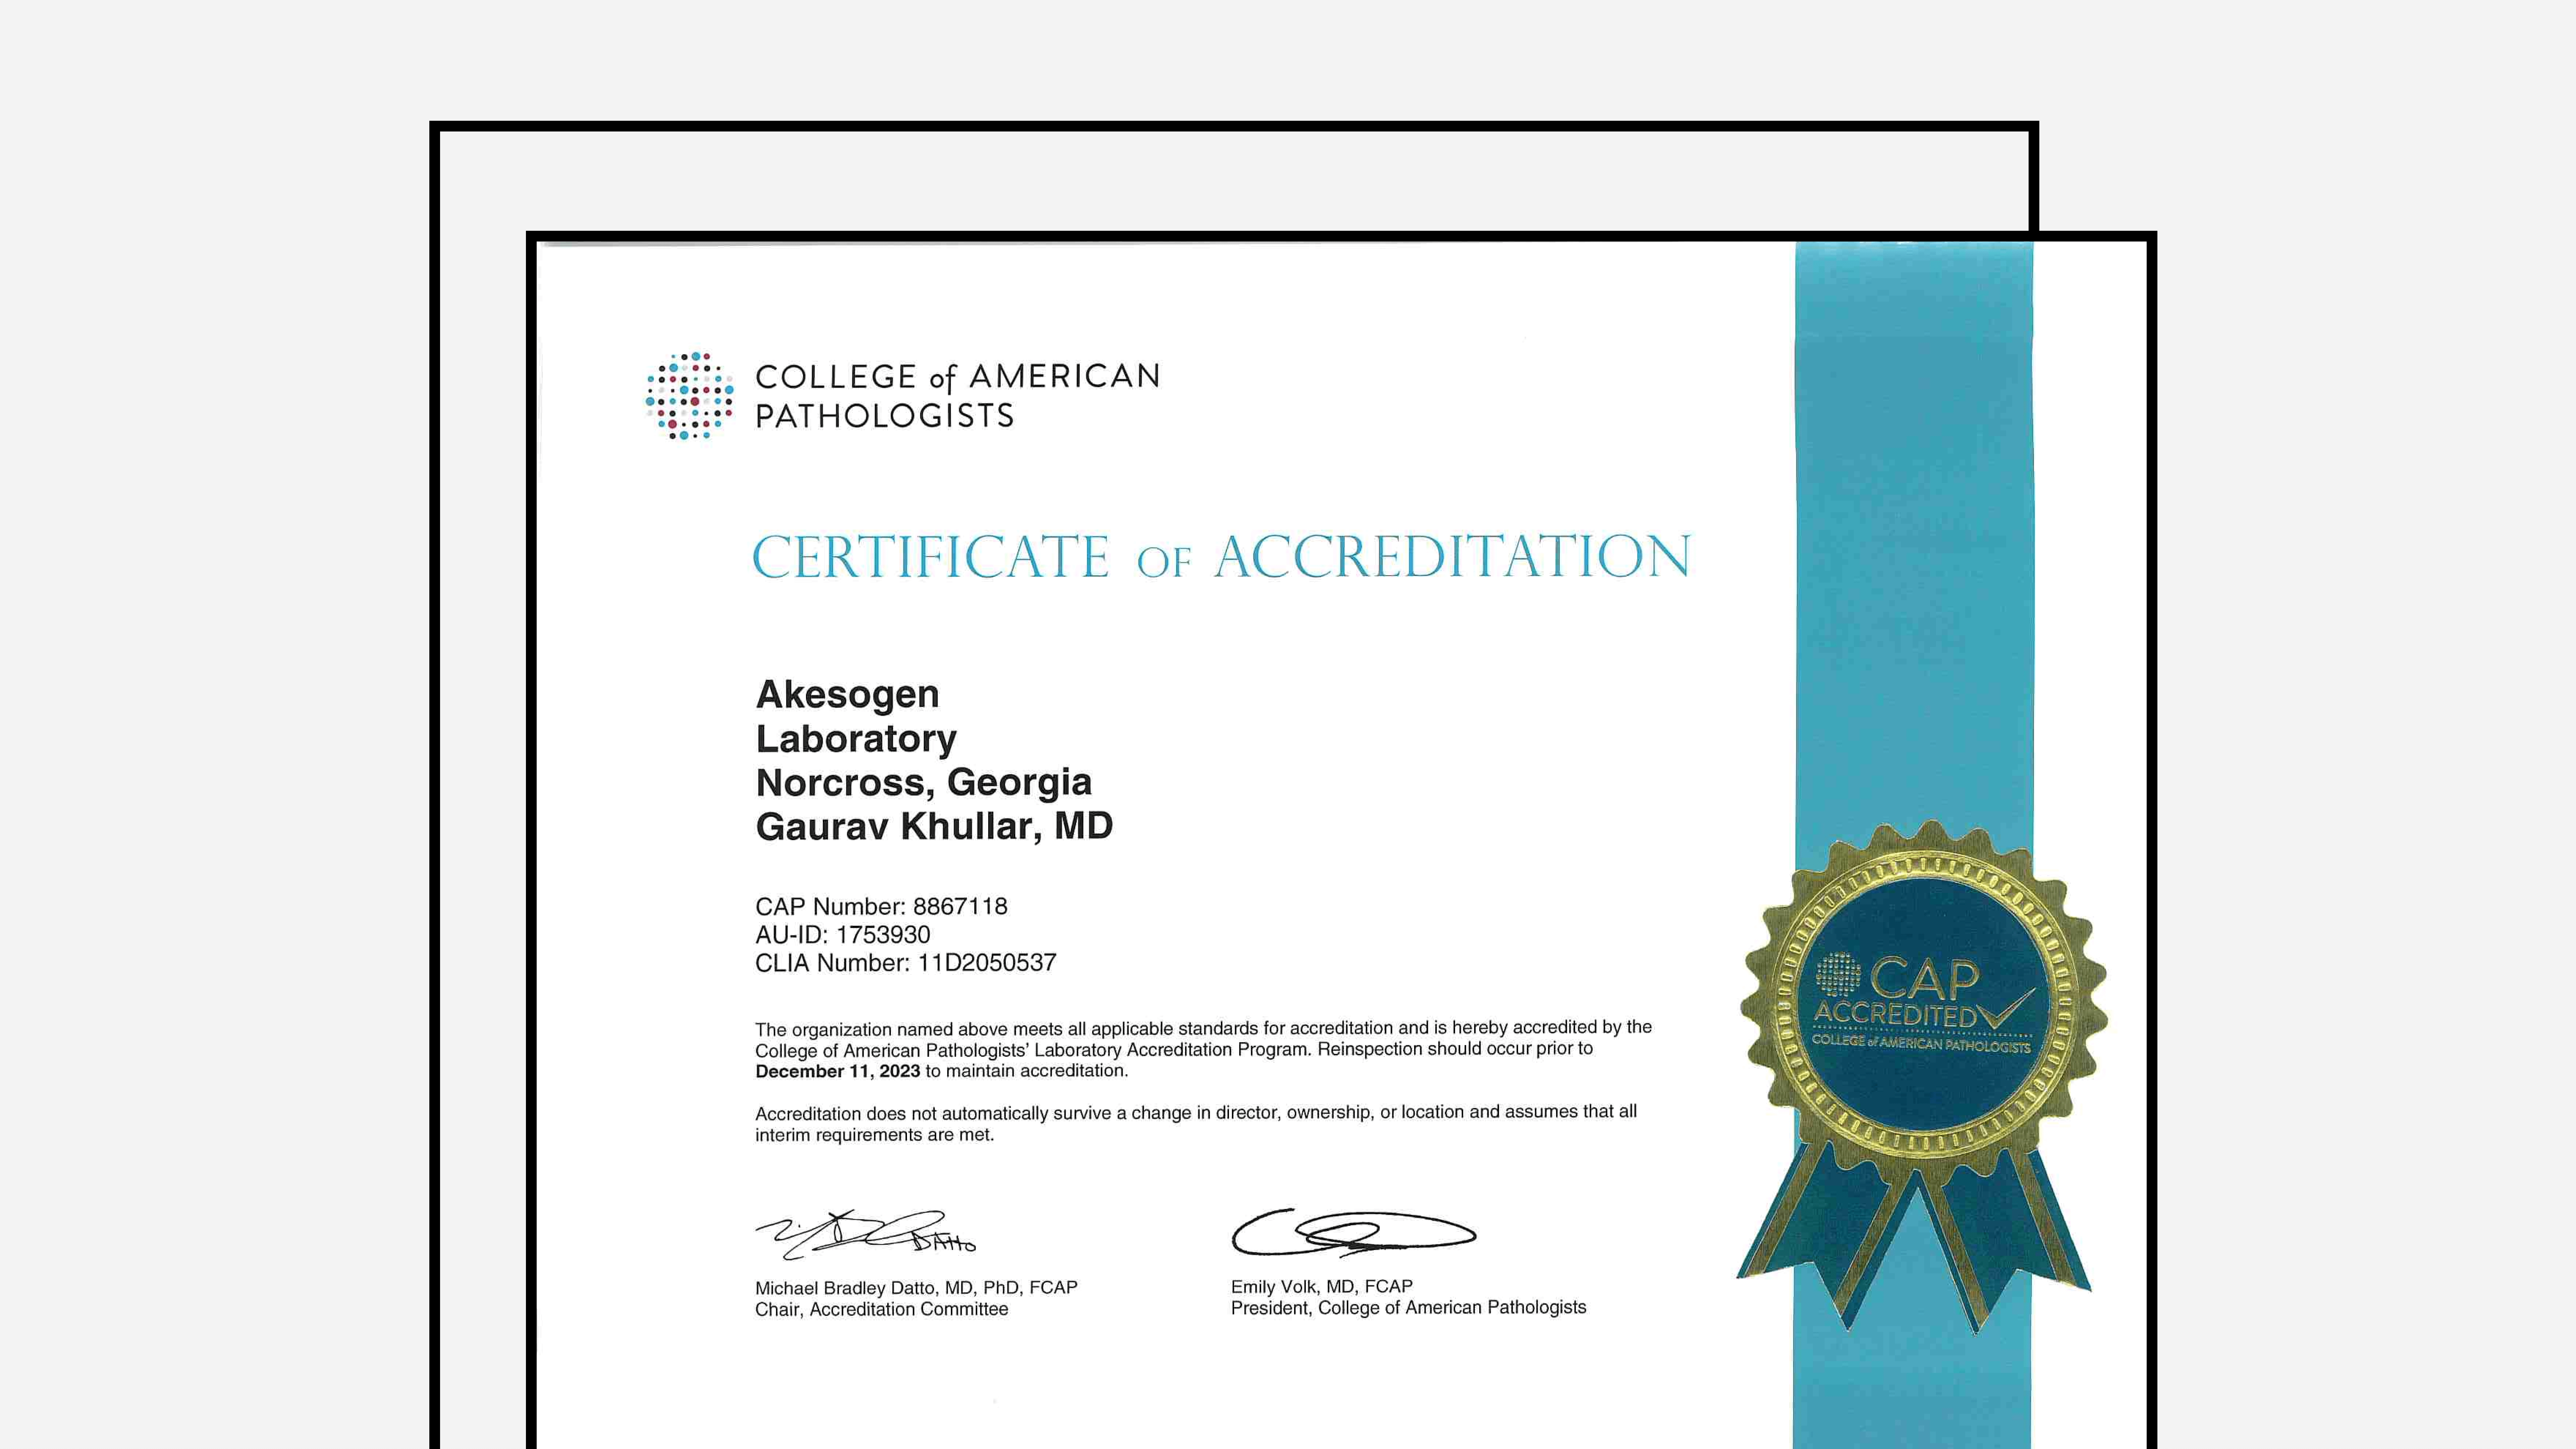 COLLEGE of AMERICAN
PATHOLOGISTS
CERTIFICATE OF ACCREDITATION
Akesogen
Laboratory
Norcross, Georgia
Gaurav Khullar, MD
CAP Number: 8867118
AU-ID: 1753930
CLIA Number: 11D2050537
The organization named above meets all applicable standards for accreditation and is hereby accredited by the
College of American Pathologists’ Laboratory Accreditation Program. Reinspection should occur prior to
December 11, 2023 to maintain accreditation.
Accreditation does not automatically survive a change in director, ownership, or location and assumes that all
interim requirements are met.
DATTO
Michael Bradley Datto, MD, PhD, FCAP
Chair, Accreditation Committee
Emily Volk, MD, FCAP
President, College of American Pathologists
CAP
ACCREDITED
COLLEGE of AMERICAN PATHOLOGISTS